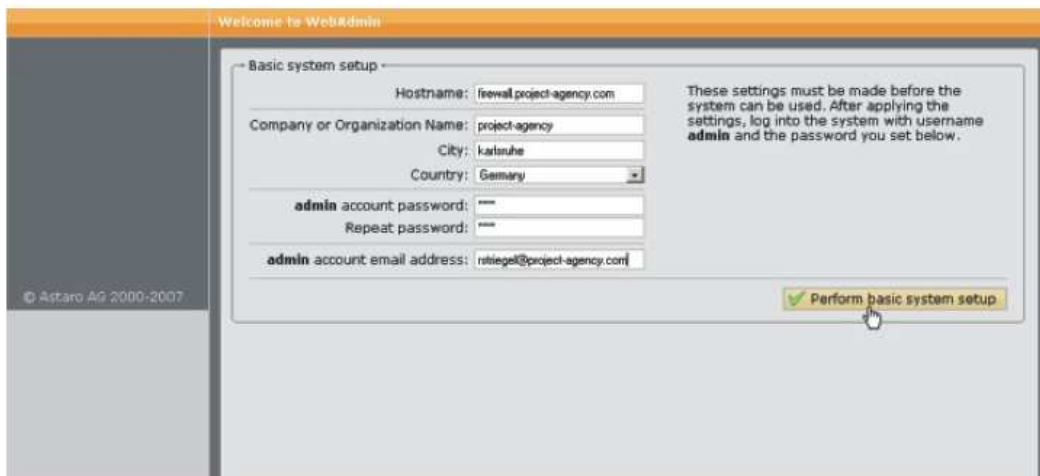 Welcome to WebAdmin
Basic system setup
Hostname: firewall.project-agency.com
Company or Organization Name: project-agency
City: karlsruhe
Country: Germany
admin account password: ****
Repeat password: ****
admin account email address: rstriegel@project-agency.com
These settings must be made before the
system can be used. After applying the
settings, log into the system with username
admin and the password you set below.
Perform basic system setup
© Astaro AG 2000-2007